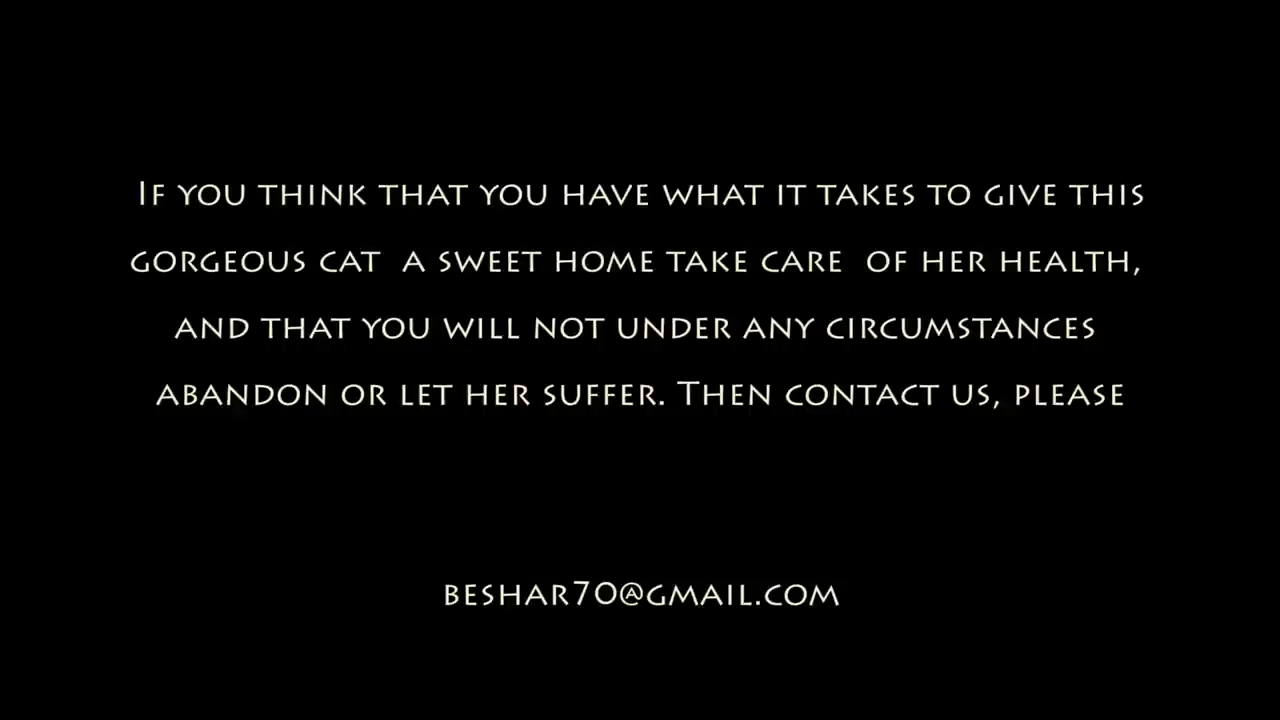 If you think that you have what it takes to give this
gorgeous cat  a sweet home take care  of her health,
and that you will not under any circumstances
abandon or let her suffer. Then contact us, please
beshar70@gmail.com